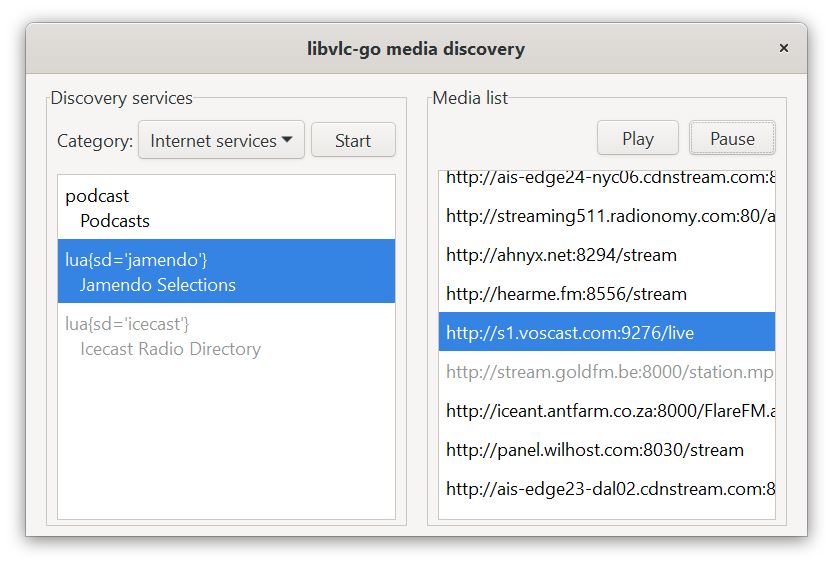 libvlc-go media discovery
Discovery services
Category: Internet services Start
podcast
Podcasts
lua{sd='jamendo'}
Jamendo Selections
lua{sd='icecast'}
Icecast Radio Directory
Media list
Play Pause
http://ais-edge24-nyc06.cdnstream.com:8
http://streaming511.radionomy.com:80/a
http://ahnyx.net:8294/stream
http://hearme.fm:8556/stream
http://s1.voscast.com:9276/live
http://stream.goldfm.be:8000/station.mp
http://iceant.antfarm.co.za:8000/FlareFM.a
http://panel.wilhost.com:8030/stream
http://ais-edge23-dal02.cdnstream.com:8